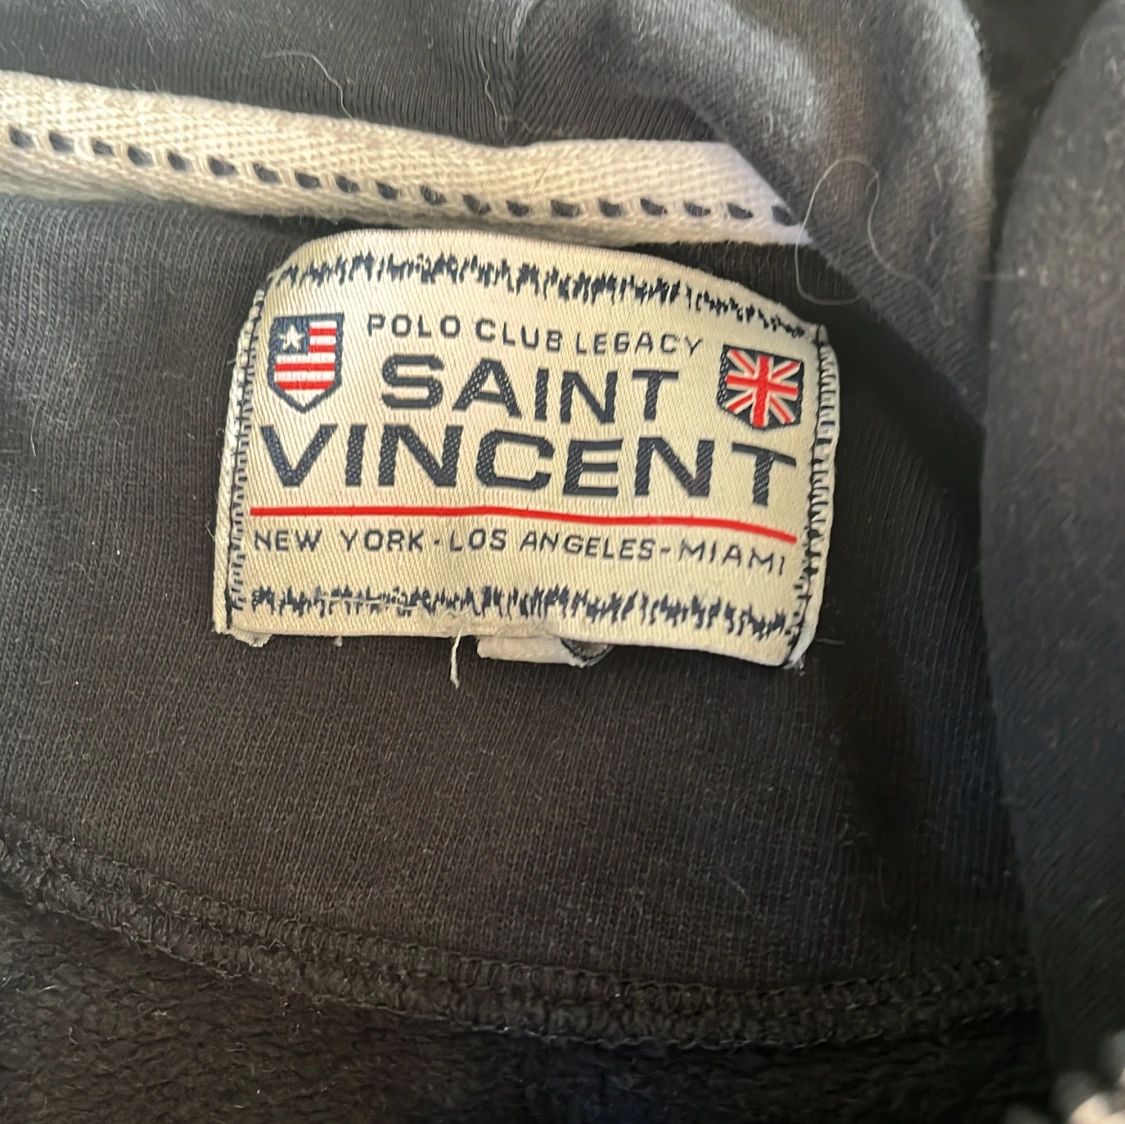 POLO CLUB LEGACY
SAINT
VINCENT
NEW YORK - LOS ANGELES - MIAMI